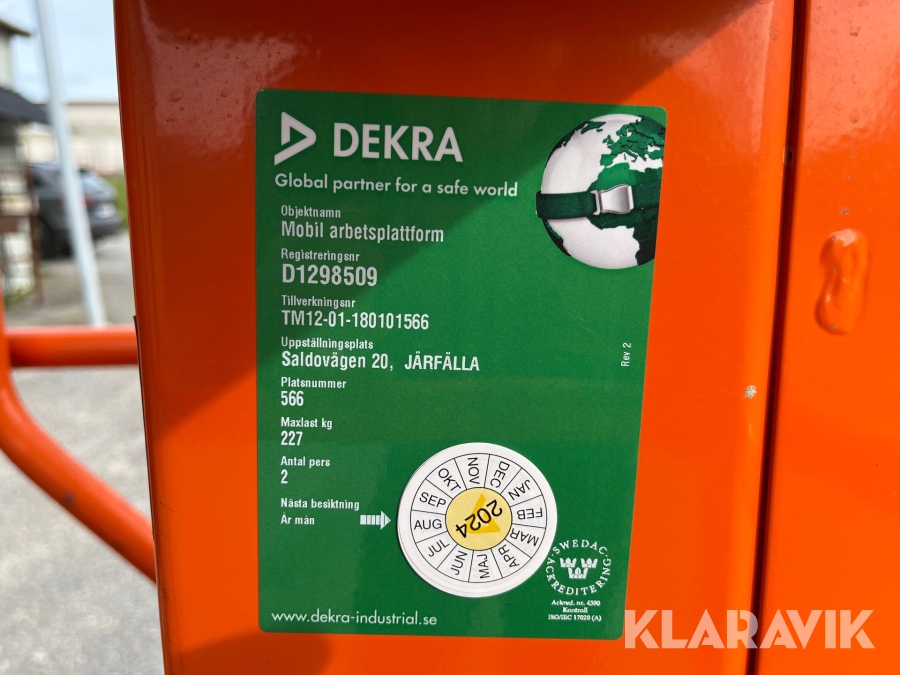 DEKRA
Global partner for a safe world
Objektnamn
Mobil arbetsplattform
Registreringsnr
D1298509
Tillverkningsnr
TM12-01-180101566
Uppställningsplats
Saldovägen 20, JÄRFÄLLA
Platsnummer
566
Maxlast kg
227
Antal pers
2
Nästa besiktning
År mån
JAN
FEB
MAR
APR
MAJ
JUN
JUL
AUG
SEP
OKT
NOV
DEC
2024
Rev 2
SWEDAC
ACKREDITERING
Ackred. nr. 4390
Kontroll
ISO/IEC 17020 (A)
www.dekra-industrial.se
KLARAVIK